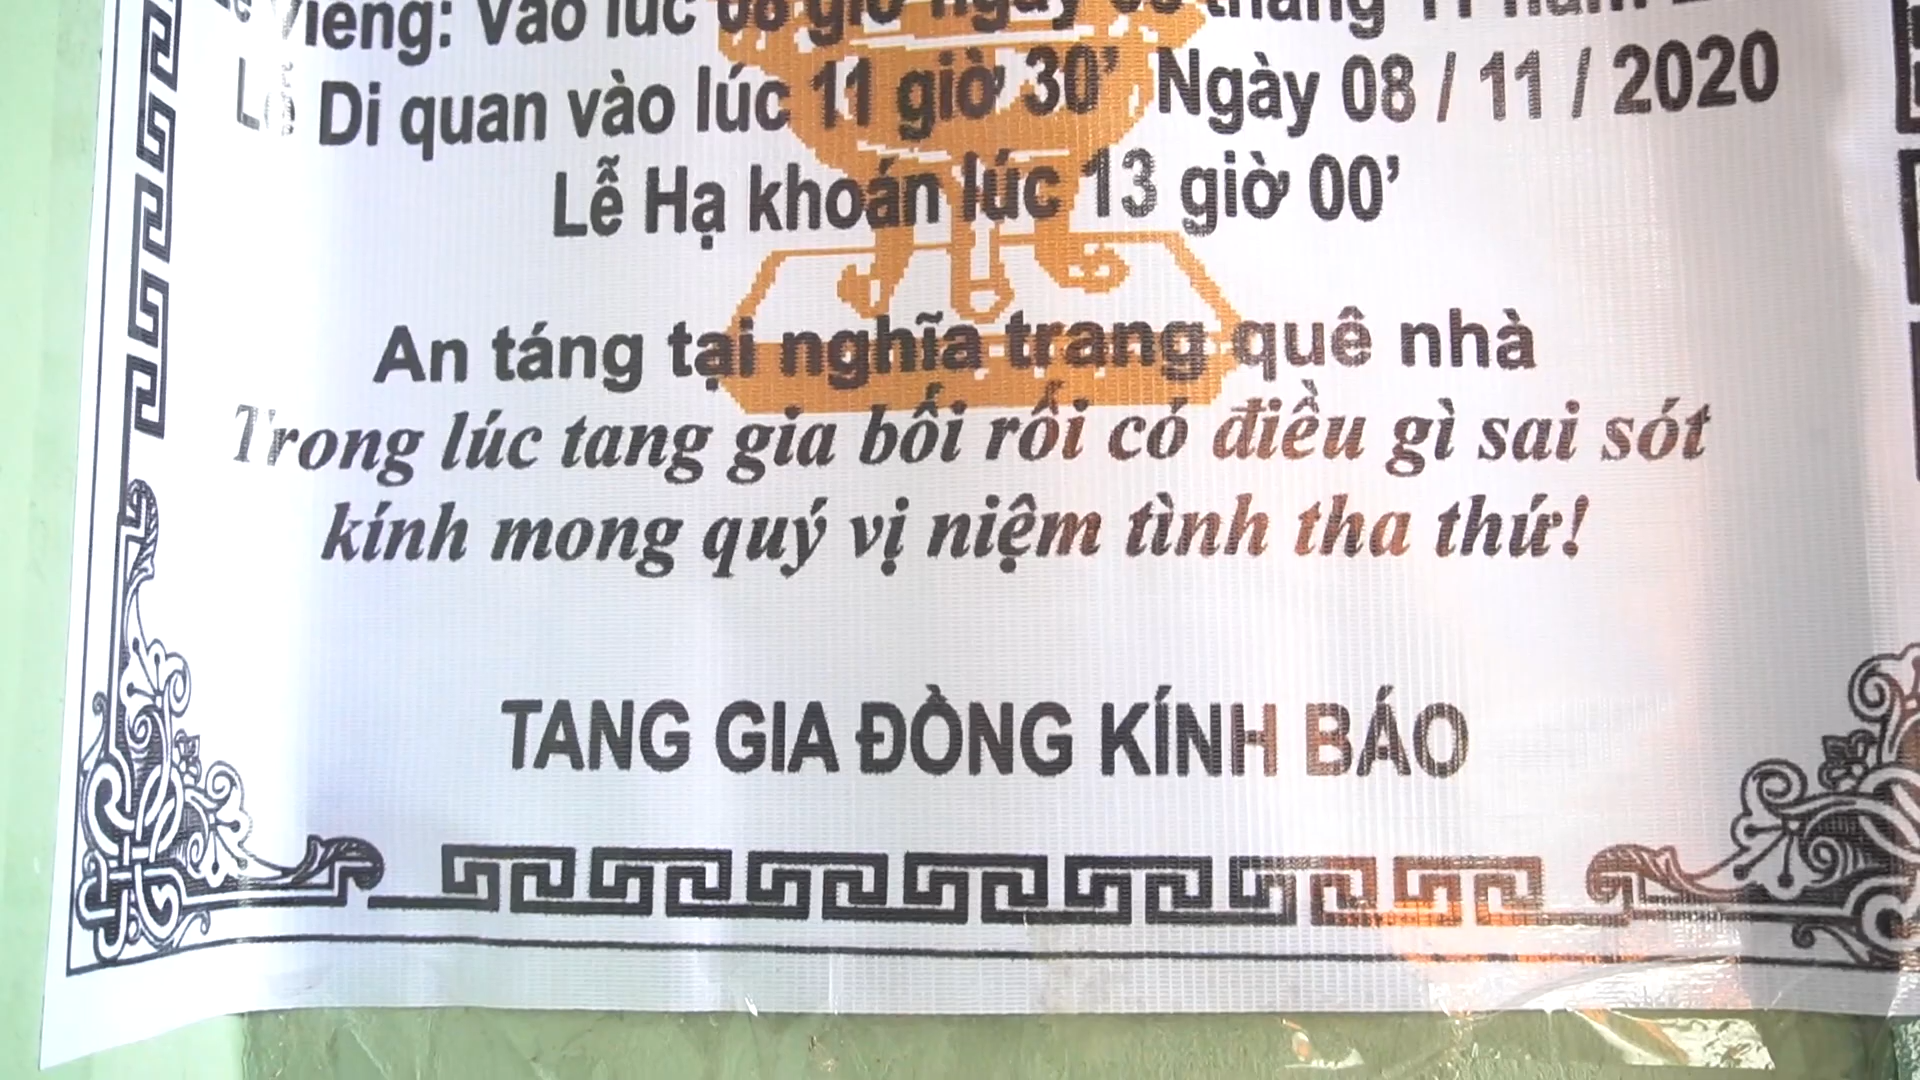 Viếng: Vào lúc 08 giờ ngày tháng 11 năm
Lễ Di quan vào lúc 11 giờ 30’ Ngày 08 / 11 / 2020
Lễ Hạ khoán lúc 13 giờ 00’
An táng tại nghĩa trang quê nhà
Trong lúc tang gia bối rối có điều gì sai sót
kính mong quý vị niệm tình tha thứ!
TANG GIA ĐỒNG KÍNH BÁO